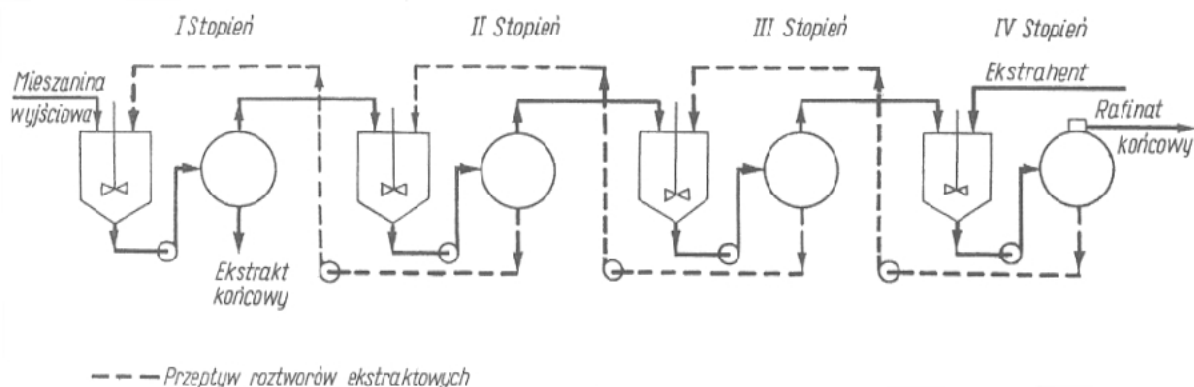 I Stopień
II Stopień
III Stopień
IV Stopień
Mieszanina
wyjściowa
Ekstrahent
Rafinat
końcowy
Ekstrakt
końcowy
Przepływ roztworów ekstraktowych